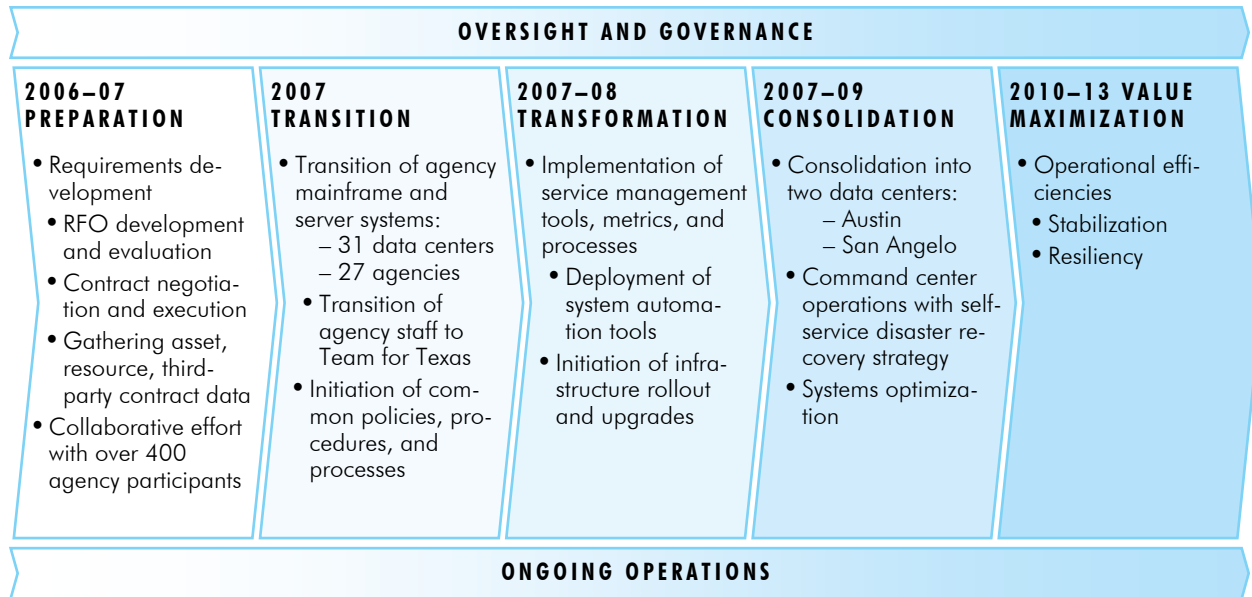 OVERSIGHT AND GOVERNANCE
2006–07
PREPARATION
• Requirements de-
velopment
• RFO development
and evaluation
• Contract negotia-
tion and execution
• Gathering asset,
resource, third-
party contract data
• Collaborative effort
with over 400
agency participants
2007
TRANSITION
• Transition of agency
mainframe and
server systems:
– 31 data centers
– 27 agencies
• Transition of
agency staff to
Team for Texas
• Initiation of com-
mon policies, pro-
cedures, and
processes
2007–08
TRANSFORMATION
• Implementation of
service management
tools, metrics, and
processes
• Deployment of
system automa-
tion tools
• Initiation of infra-
structure rollout
and upgrades
2007–09
CONSOLIDATION
• Consolidation into
two data centers:
– Austin
– San Angelo
• Command center
operations with self-
service disaster re-
covery strategy
• Systems optimiza-
tion
2010–13 VALUE
MAXIMIZATION
• Operational effi-
ciencies
• Stabilization
• Resiliency
ONGOING OPERATIONS